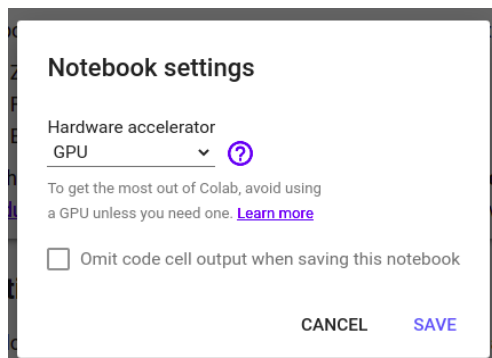 Notebook settings
Hardware accelerator
GPU
To get the most out of Colab, avoid using
a GPU unless you need one. Learn more
Omit code cell output when saving this notebook
CANCEL SAVE